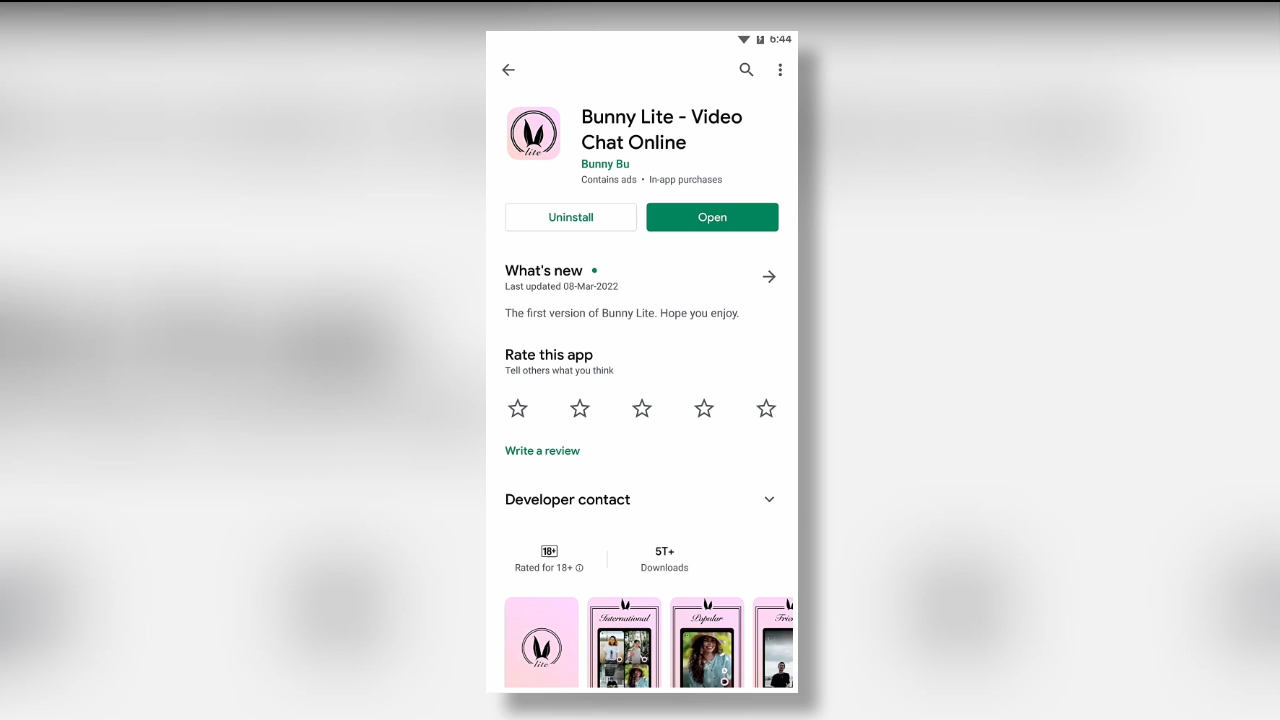 6:44
Bunny Lite - Video
Chat Online
Bunny Bu
Contains ads • In-app purchases
Uninstall
Open
What's new
Last updated 08-Mar-2022
The first version of Bunny Lite. Hope you enjoy.
Rate this app
Tell others what you think
Write a review
Developer contact
18+ 5T+
Rated for 18+ Downloads
International Popular
lite
lite